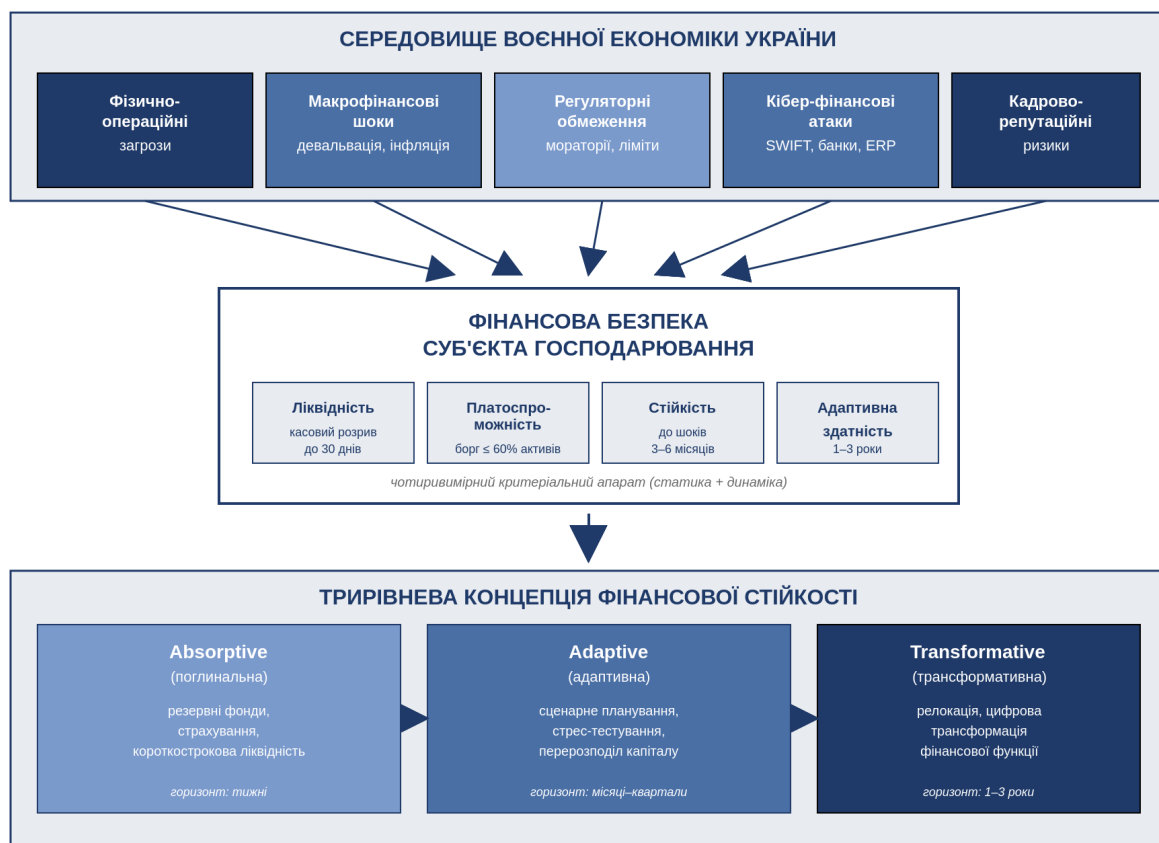 СЕРЕДОВИЩЕ ВОЄННОЇ ЕКОНОМІКИ УКРАЇНИ
Фізично-
операційні
загрози
Макрофінансові
шоки
девальвація, інфляція
Регуляторні
обмеження
мораторії, ліміти
Кібер-фінансові
атаки
SWIFT, банки, ERP
Кадрово-
репутаційні
ризики
ФІНАНСОВА БЕЗПЕКА
СУБ'ЄКТА ГОСПОДАРЮВАННЯ
Ліквідність
касовий розрив
до 30 днів
Платоспро-
можність
борг ≤ 60% активів
Стійкість
до шоків
3–6 місяців
Адаптивна
здатність
1–3 роки
чотиривимірний критеріальний апарат (статика + динаміка)
ТРИРІВНЕВА КОНЦЕПЦІЯ ФІНАНСОВОЇ СТІЙКОСТІ
Absorptive
(поглинальна)
резервні фонди,
страхування,
короткострокова ліквідність
горизонт: тижні
Adaptive
(адаптивна)
сценарне планування,
стрес-тестування,
перерозподіл капіталу
горизонт: місяці–квартали
Transformative
(трансформативна)
релокація, цифрова
трансформація
фінансової функції
горизонт: 1–3 роки